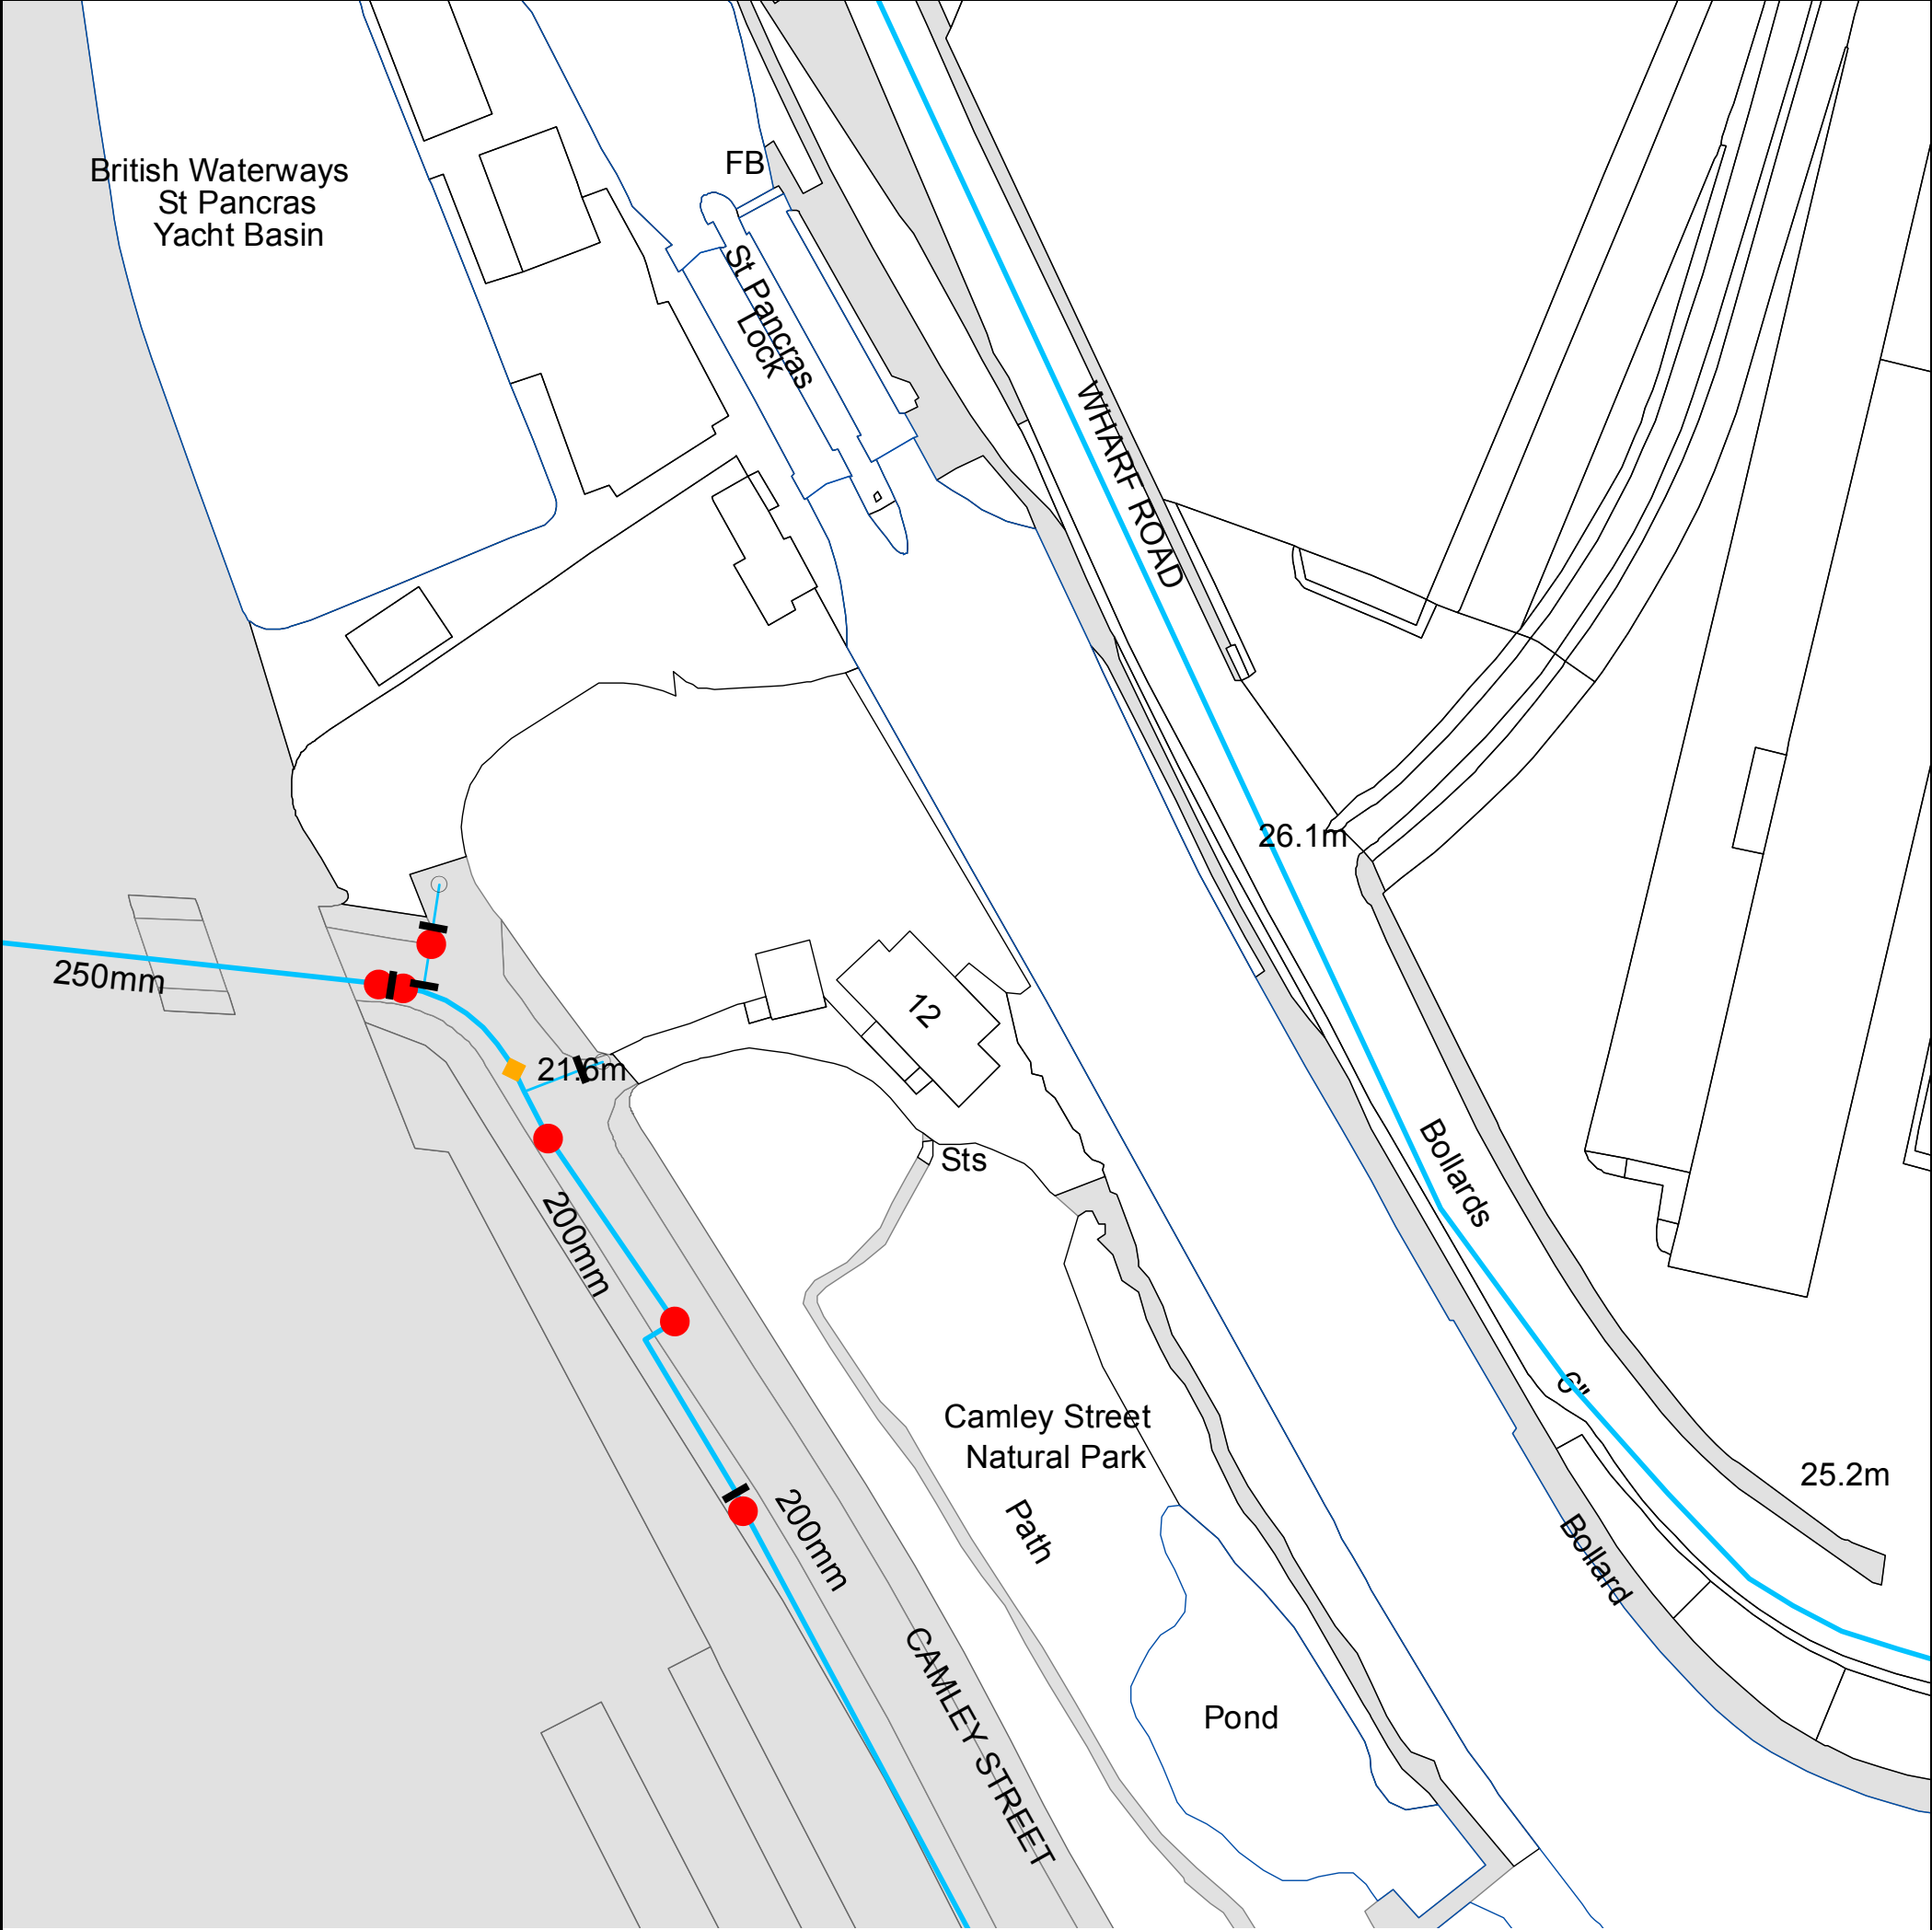 British Waterways
St Pancras
Yacht Basin
FB
St Pancras
Lock
WHARF ROAD
26.1m
250mm
12
21.6m
Sts
Bollards
200mm
6"
Camley Street
Natural Park
25.2m
200mm
Path
Bollard
CAMLEY STREET
Pond